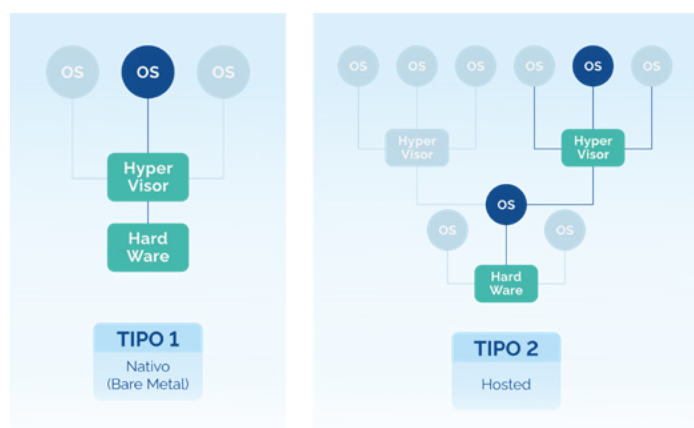 OS OS OS
Hyper
Visor
Hard
Ware
TIPO 1
Nativo
(Bare Metal)
OS OS OS OS OS OS
Hyper
Visor
Hyper
Visor
OS
OS OS
Hard
Ware
TIPO 2
Hosted